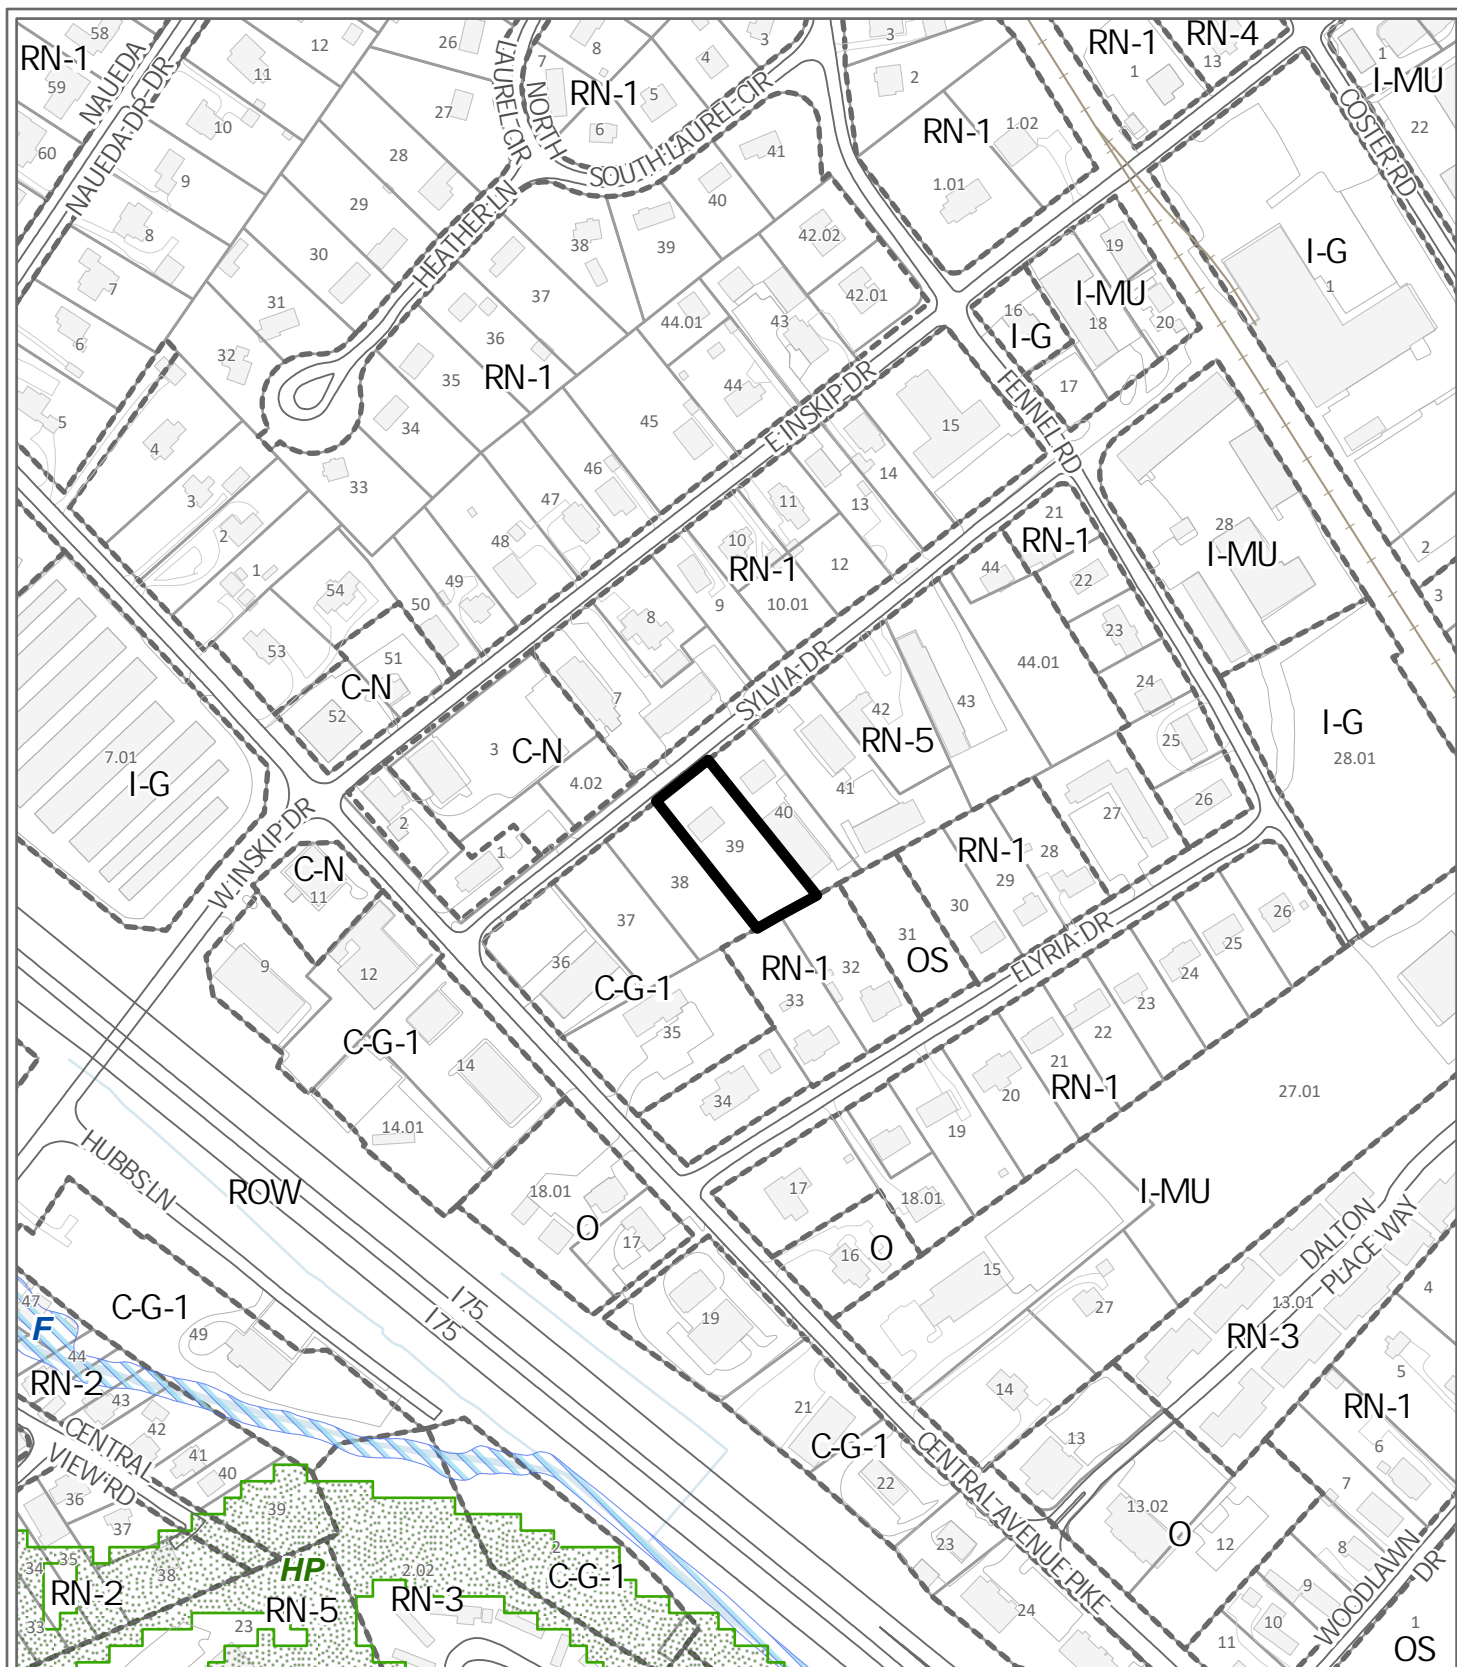 58
RN-1
59
60
NAUEDA
NAUEDA DR
12
11
10
9
8
7
6
5
26
27
28
29
30
31
32
LAUREL CIR
NORTH
7
8
RN-1
6
5
4
3
SOUTH LAUREL CIR
3
2
RN-1
1.02
1.01
RN-1
1
RN-4
13
1
I-MU
22
COSTER RD
HEATHER LN
38
39
40
41
42.02
42.01
37
36
35
RN-1
34
33
44.01
43
44
45
46
47
48
49
50
E INSKIP DR
16
I-G
I-MU
19
18
20
17
I-G
1
FENNEL RD
15
14
13
12
11
10
RN-1
9
10.01
8
7
4
3
2
1
54
53
51
C-N
52
7.01
I-G
W INSKIP DR
3
C-N
4.02
2
1
SYLVIA DR
21
RN-1
44
22
23
24
25
26
27
44.01
43
42
RN-5
41
40
39
38
37
36
28
I-MU
2
3
I-G
28.01
C-N
11
9
12
C-G-1
14
14.01
C-G-1
35
34
RN-1
33
32
31
OS
30
RN-1
29
28
ELYRIA DR
26
25
24
23
22
21
RN-1
20
19
18.01
17
27.01
I-MU
HUBBS LN
ROW
I75
I75
18.01
O
17
16
O
15
27
14
13
DALTON
PLACE WAY
13.01
RN-3
4
5
RN-1
6
7
8
9
10
11
12
13.02
O
WOODLAWN
DR
1
OS
19
21
C-G-1
22
23
24
CENTRAL AVENUE PIKE
C-G-1
49
47
F
44
RN-2
43
42
41
40
CENTRAL
VIEW RD
36
37
39
38
35
34
33
RN-2
HP
RN-5
23
2.02
RN-3
2
C-G-1